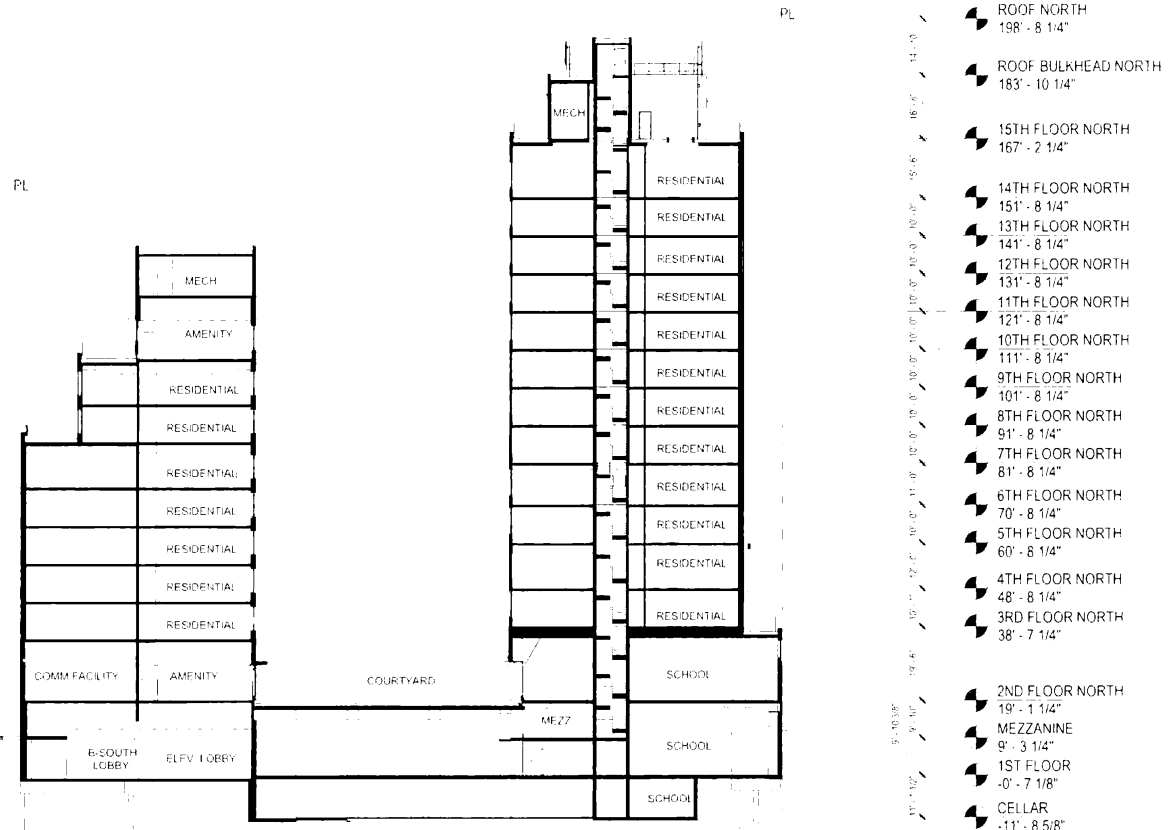 PL
PL
MECH
RESIDENTIAL
RESIDENTIAL
RESIDENTIAL
RESIDENTIAL
RESIDENTIAL
RESIDENTIAL
RESIDENTIAL
RESIDENTIAL
RESIDENTIAL
RESIDENTIAL
RESIDENTIAL
RESIDENTIAL
SCHOOL
MEZZ
SCHOOL
SCHOOL
COURTYARD
MECH
AMENITY
RESIDENTIAL
RESIDENTIAL
RESIDENTIAL
RESIDENTIAL
RESIDENTIAL
RESIDENTIAL
RESIDENTIAL
COMM FACILITY
AMENITY
B-SOUTH
LOBBY
ELEV. LOBBY
ROOF NORTH
198' - 8 1/4"
ROOF BULKHEAD NORTH
183' - 10 1/4"
15TH FLOOR NORTH
167' - 2 1/4"
14TH FLOOR NORTH
151' - 8 1/4"
13TH FLOOR NORTH
141' - 8 1/4"
12TH FLOOR NORTH
131' - 8 1/4"
11TH FLOOR NORTH
121' - 8 1/4"
10TH FLOOR NORTH
111' - 8 1/4"
9TH FLOOR NORTH
101' - 8 1/4"
8TH FLOOR NORTH
91' - 8 1/4"
7TH FLOOR NORTH
81' - 8 1/4"
6TH FLOOR NORTH
70' - 8 1/4"
5TH FLOOR NORTH
60' - 8 1/4"
4TH FLOOR NORTH
48' - 8 1/4"
3RD FLOOR NORTH
38' - 7 1/4"
2ND FLOOR NORTH
19' - 1 1/4"
MEZZANINE
9' - 3 1/4"
1ST FLOOR
-0' - 7 1/8"
CELLAR
-11' - 8 5/8"